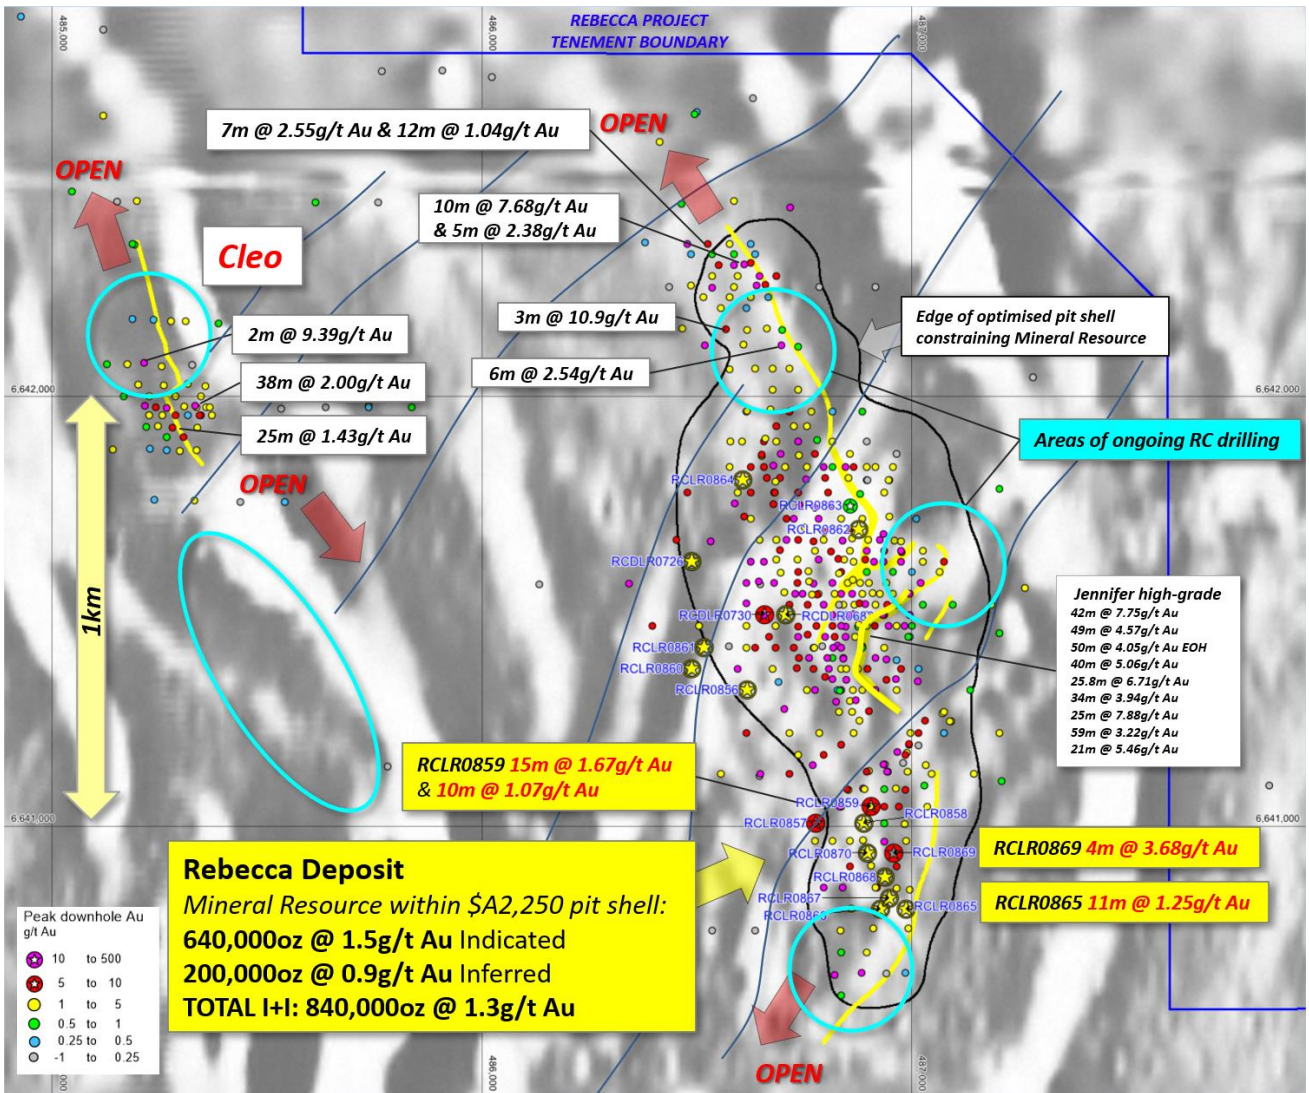 REBECCA PROJECT
TENEMENT BOUNDARY
485,000
486,000
487,000
7m @ 2.55g/t Au & 12m @ 1.04g/t Au
OPEN
OPEN
10m @ 7.68g/t Au
& 5m @ 2.38g/t Au
Cleo
3m @ 10.9g/t Au
2m @ 9.39g/t Au
Edge of optimised pit shell
constraining Mineral Resource
6m @ 2.54g/t Au
38m @ 2.00g/t Au
6,642,000
6,642,000
25m @ 1.43g/t Au
Areas of ongoing RC drilling
OPEN
RCLR0864
RCLR0863
RCLR0862
RCDLR0726
1km
RCDLR0730
RCDLR068
Jennifer high-grade
42m @ 7.75g/t Au
49m @ 4.57g/t Au
50m @ 4.05g/t Au EOH
40m @ 5.06g/t Au
25.8m @ 6.71g/t Au
34m @ 3.94g/t Au
25m @ 7.88g/t Au
59m @ 3.22g/t Au
21m @ 5.46g/t Au
RCLR0861
RCLR0860
RCLR0856
RCLR0859 15m @ 1.67g/t Au
& 10m @ 1.07g/t Au
RCLR0859
RCLR0857
RCLR0858
6,641,000
6,641,000
RCLR0870
RCLR0869
RCLR0869 4m @ 3.68g/t Au
RCLR0868
RCLR0867
RCLR0865
RCLR0865 11m @ 1.25g/t Au
Rebecca Deposit
Mineral Resource within $A2,250 pit shell:
640,000oz @ 1.5g/t Au Indicated
200,000oz @ 0.9g/t Au Inferred
TOTAL I+I: 840,000oz @ 1.3g/t Au
Peak downhole Au
g/t Au
10 to 500
5 to 10
1 to 5
0.5 to 1
0.25 to 0.5
-1 to 0.25
OPEN
486,000
487,000